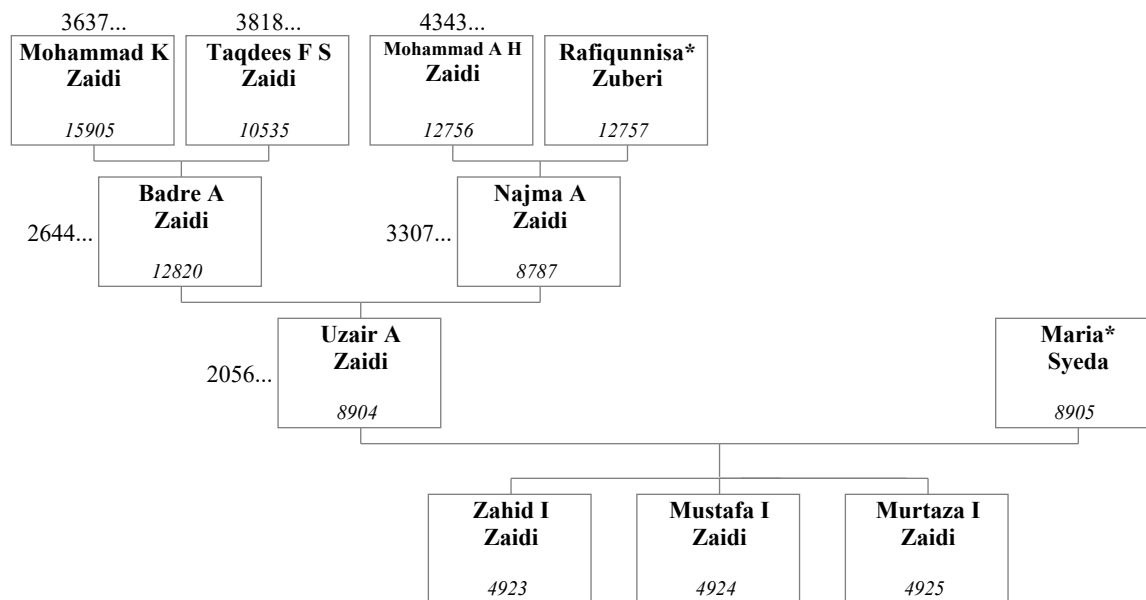 3637...
3818...
4343...
Mohammad K
Zaidi
15905
Taqdees F S
Zaidi
10535
Mohammad A H
Zaidi
12756
Rafiqunnisa*
Zuberi
12757
2644...
Badre A
Zaidi
12820
3307...
Najma A
Zaidi
8787
2056...
Uzair A
Zaidi
8904
Maria*
Syeda
8905
Zahid I
Zaidi
4923
Mustafa I
Zaidi
4924
Murtaza I
Zaidi
4925